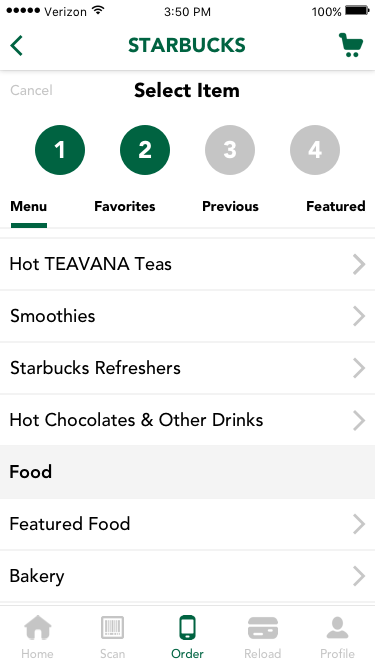 Verizon 3:50 PM 100%
STARBUCKS
Cancel Select Item
1 2 3 4
Menu Favorites Previous Featured
Hot TEAVANA Teas
Smoothies
Starbucks Refreshers
Hot Chocolates & Other Drinks
Food
Featured Food
Bakery
Home Scan Order Reload Profile